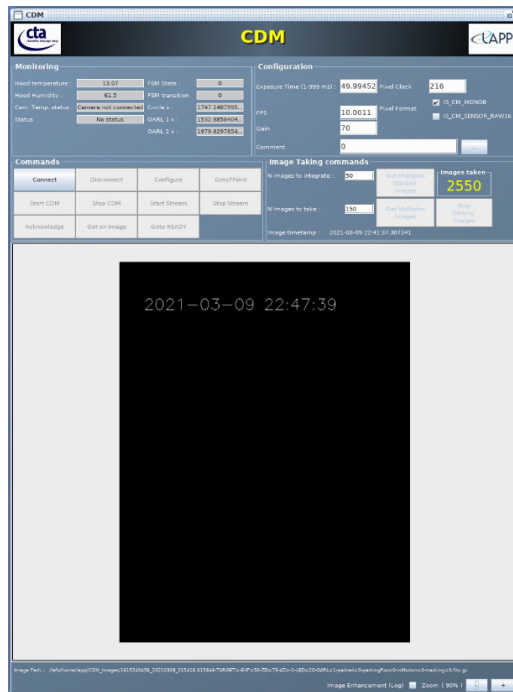 CDM
cta
CDM
LAPP
Monitoring
Hood temperature : 13.07 FSM State : 0
Hood Humidity : 61.5 FSM transition 0
Cam. Temp. status Camera not connected Circle x : 1747.1487995...
Status No status OARL 1 x : 1532.8858404...
OARL 2 x : 1979.8297854...
Configuration
Exposure Time (1-999 ms) : 49.99452 Pixel Clock 216
FPS 10.0011 Pixel Format IS_CM_MONO8
IS_CM_SENSOR_RAW16
Gain 70
Comment 0 ...
Commands
Connect Disconnect Configure GotoTPoint
Start CDM Stop CDM Start Stream Stop Stream
Acknowledge Get an Image Goto READY
Image Taking commands
N images to integrate : 50 Get Multiples Stacked Images
Images taken 2550
N images to take : 150 Get Multiples Images Stop Getting Images
Image timestamp : 2021-03-09 22:41:37.307341
2021-03-09 22:47:39
Image Path :
Image Enhancement (Log) Zoom ( 90% ) +